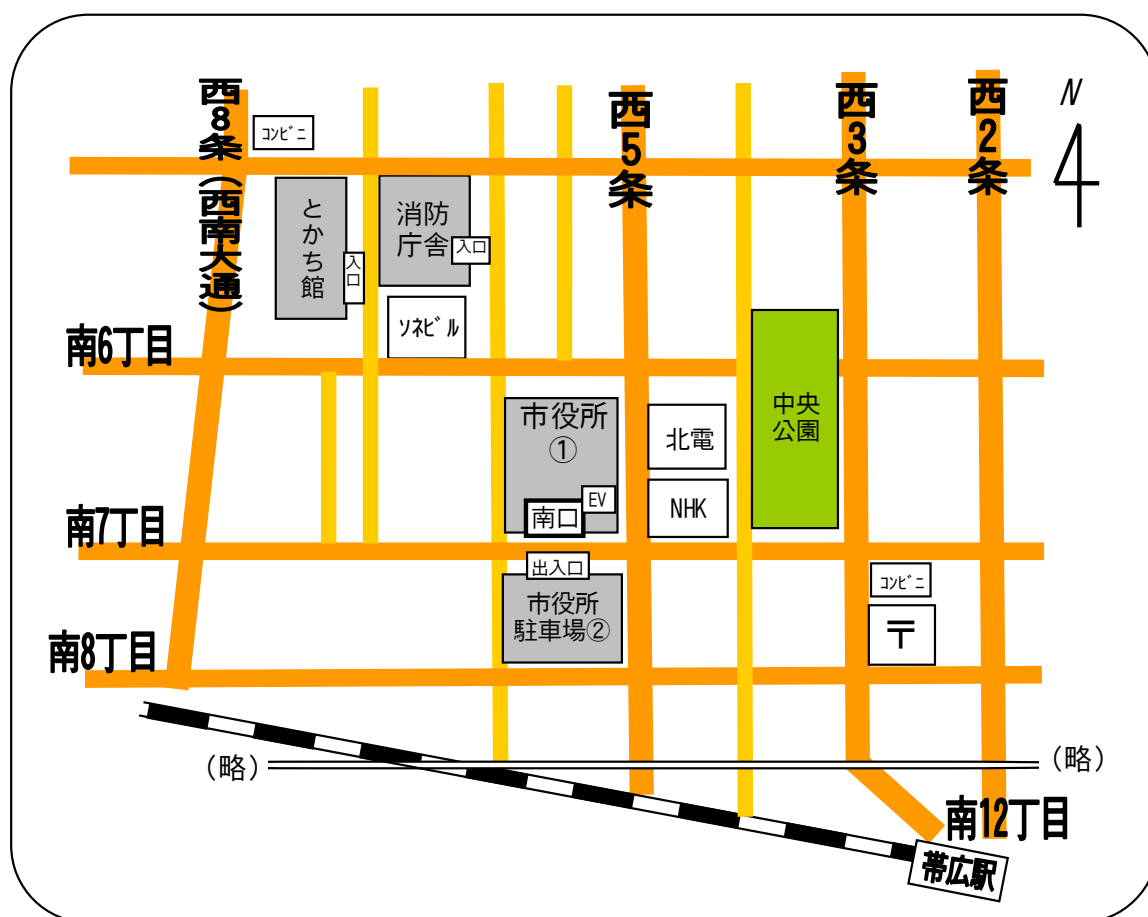 西8条(西南大通)
コンビニ
西5条
西3条
西2条
N
とかち館
入口
消防
庁舎
入口
ソネビル
南6丁目
市役所
①
EV
南口
北電
NHK
中央
公園
南7丁目
出入口
市役所
駐車場②
コンビニ
〒
南8丁目
(略)
(略)
南12丁目
帯広駅